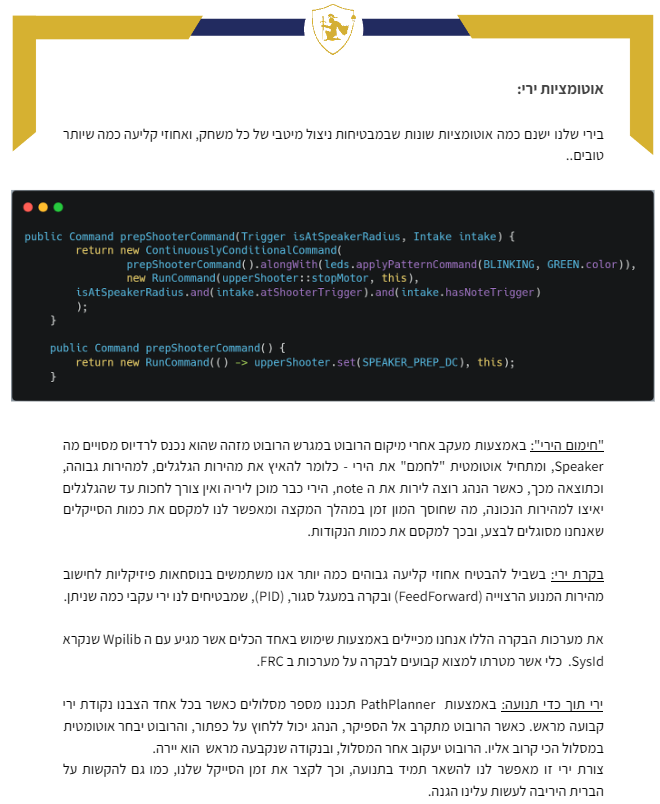 אוטומציות ירי:
בירי שלנו ישנם כמה אוטומציות שונות שבמבטיחות ניצול מיטבי של כל משחק, ואחוזי קליעה כמה שיותר
טובים..
public Command prepShooterCommand(Trigger isAtSpeakerRadius, Intake intake) {
return new ContinuouslyConditionalCommand(
prepShooterCommand().alongWith(leds.applyPatternCommand(BLINKING, GREEN.color)),
new RunCommand(upperShooter::stopMotor, this),
isAtSpeakerRadius.and(intake.atShooterTrigger).and(intake.hasNoteTrigger)
);
}
public Command prepShooterCommand() {
return new RunCommand(() -> upperShooter.set(SPEAKER_PREP_DC), this);
}
"חימום הירי": באמצעות מעקב אחרי מיקום הרובוט במגרש הרובוט מזהה שהוא נכנס לרדיוס מסויים מה
Speaker, ומתחיל אוטומטית "לחמם" את הירי - כלומר להאיץ את מהירות הגלגלים, למהירות גבוהה,
וכתוצאה מכך, כאשר הנהג רוצה לירות את ה note, הירי כבר מוכן ליריה ואין צורך לחכות עד שהגלגלים
יאיצו למהירות הנכונה, מה שחוסך המון זמן במהלך המקצה ומאפשר לנו למקסם את כמות הסייקלים
שאנחנו מסוגלים לבצע, ובכך למקסם את כמות הנקודות.
בקרת ירי: בשביל להבטיח אחוזי קליעה גבוהים כמה יותר אנו משתמשים בנוסחאות פיזיקליות לחישוב
מהירות המנוע הרצוייה (FeedForward) ובקרה במעגל סגור, (PID), שמבטיחים לנו ירי עקבי כמה שניתן.
את מערכות הבקרה הללו אנחנו מכיילים באמצעות שימוש באחד הכלים אשר מגיע עם ה Wpilib שנקרא
SysId. כלי אשר מטרתו למצוא קבועים לבקרה על מערכות ב FRC.
ירי תוך כדי תנועה: באמצעות PathPlanner תכננו מספר מסלולים כאשר בכל אחד הצבנו נקודת ירי
קבועה מראש. כאשר הרובוט מתקרב אל הספיקר, הנהג יכול ללחוץ על כפתור, והרובוט יבחר אוטומטית
במסלול הכי קרוב אליו. הרובוט יעקוב אחר המסלול, ובנקודה שנקבעה מראש הוא יירה.
צורת ירי זו מאפשר לנו להשאר תמיד בתנועה, וכך לקצר את זמן הסייקל שלנו, כמו גם להקשות על
הברית היריבה לעשות עלינו הגנה.